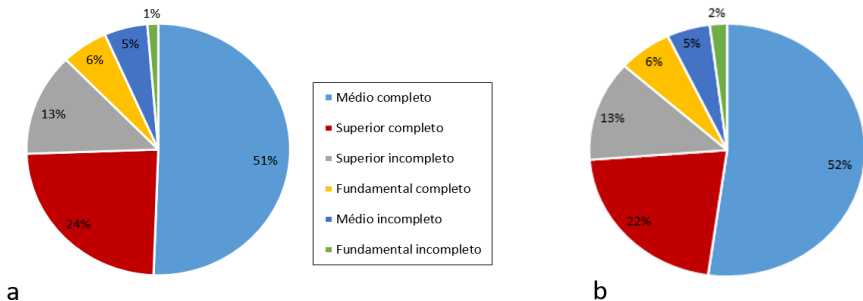 1%
5%
6%
13%
51%
24%
a
Médio completo
Superior completo
Superior incompleto
Fundamental completo
Médio incompleto
Fundamental incompleto
2%
5%
6%
13%
52%
22%
b